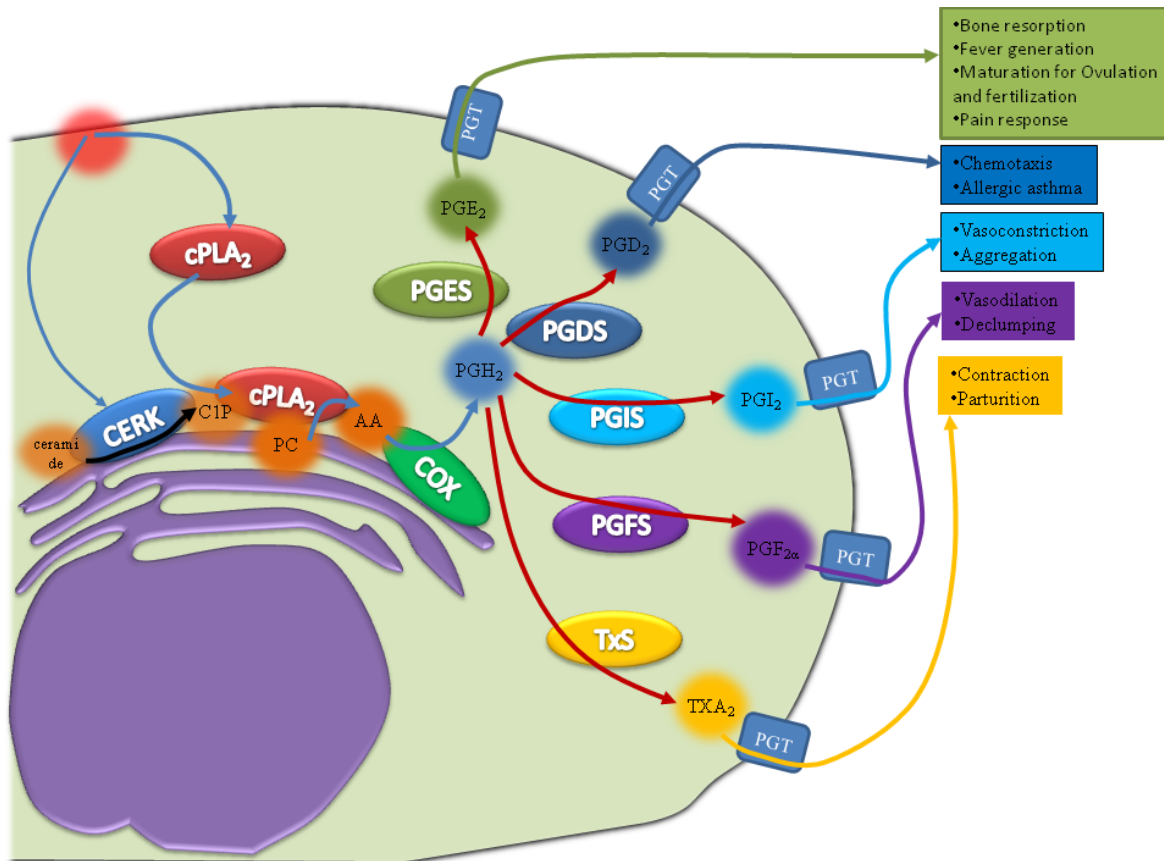 •Bone resorption
•Fever generation
•Maturation for Ovulation
and fertilization
•Pain response
PGT
•Chemotaxis
•Allergic asthma
PGT
PGE₂
•Vasoconstriction
•Aggregation
PGD₂
cPLA₂
PGES
•Vasodilation
•Declumping
PGDS
PGH₂
PGT
•Contraction
•Parturition
PGI₂
cPLA₂
C1P
PGIS
AA
CERK
cerami
de
PC
COX
PGFS
PGF₂α
PGT
TxS
TXA₂
PGT